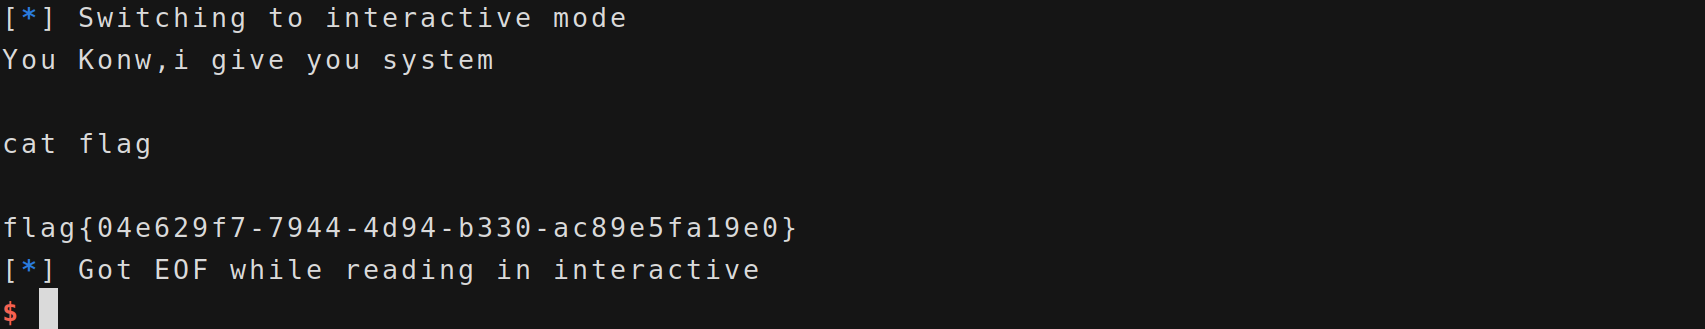 [*] Switching to interactive mode
You Konw,i give you system
cat flag
flag{04e629f7-7944-4d94-b330-ac89e5fa19e0}
[*] Got EOF while reading in interactive
$